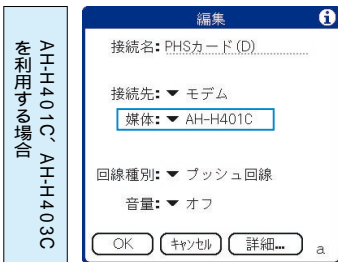 AH-H401C、AH-H403C
を利用する場合
編集
接続名: PHSカード(D)
接続先: ▼ モデム
媒体: ▼ AH-H401C
回線種別: ▼ プッシュ回線
音量: ▼ オフ
OK キャンセル 詳細... a